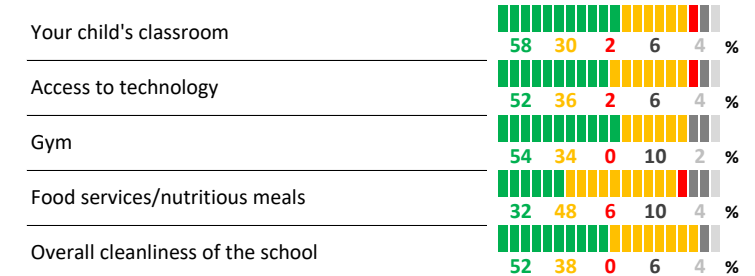 Your child's classroom
58 30 2 6 4 %
Access to technology
52 36 2 6 4 %
Gym
54 34 0 10 2 %
Food services/nutritious meals
32 48 6 10 4 %
Overall cleanliness of the school
52 38 0 6 4 %